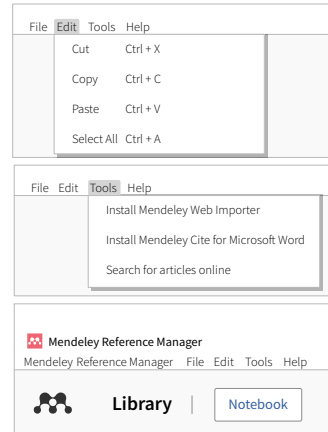 File Edit Tools Help
Cut Ctrl + X
Copy Ctrl + C
Paste Ctrl + V
Select All Ctrl + A
File Edit Tools Help
Install Mendeley Web Importer
Install Mendeley Cite for Microsoft Word
Search for articles online
Mendeley Reference Manager
Mendeley Reference Manager File Edit Tools Help
Library | Notebook